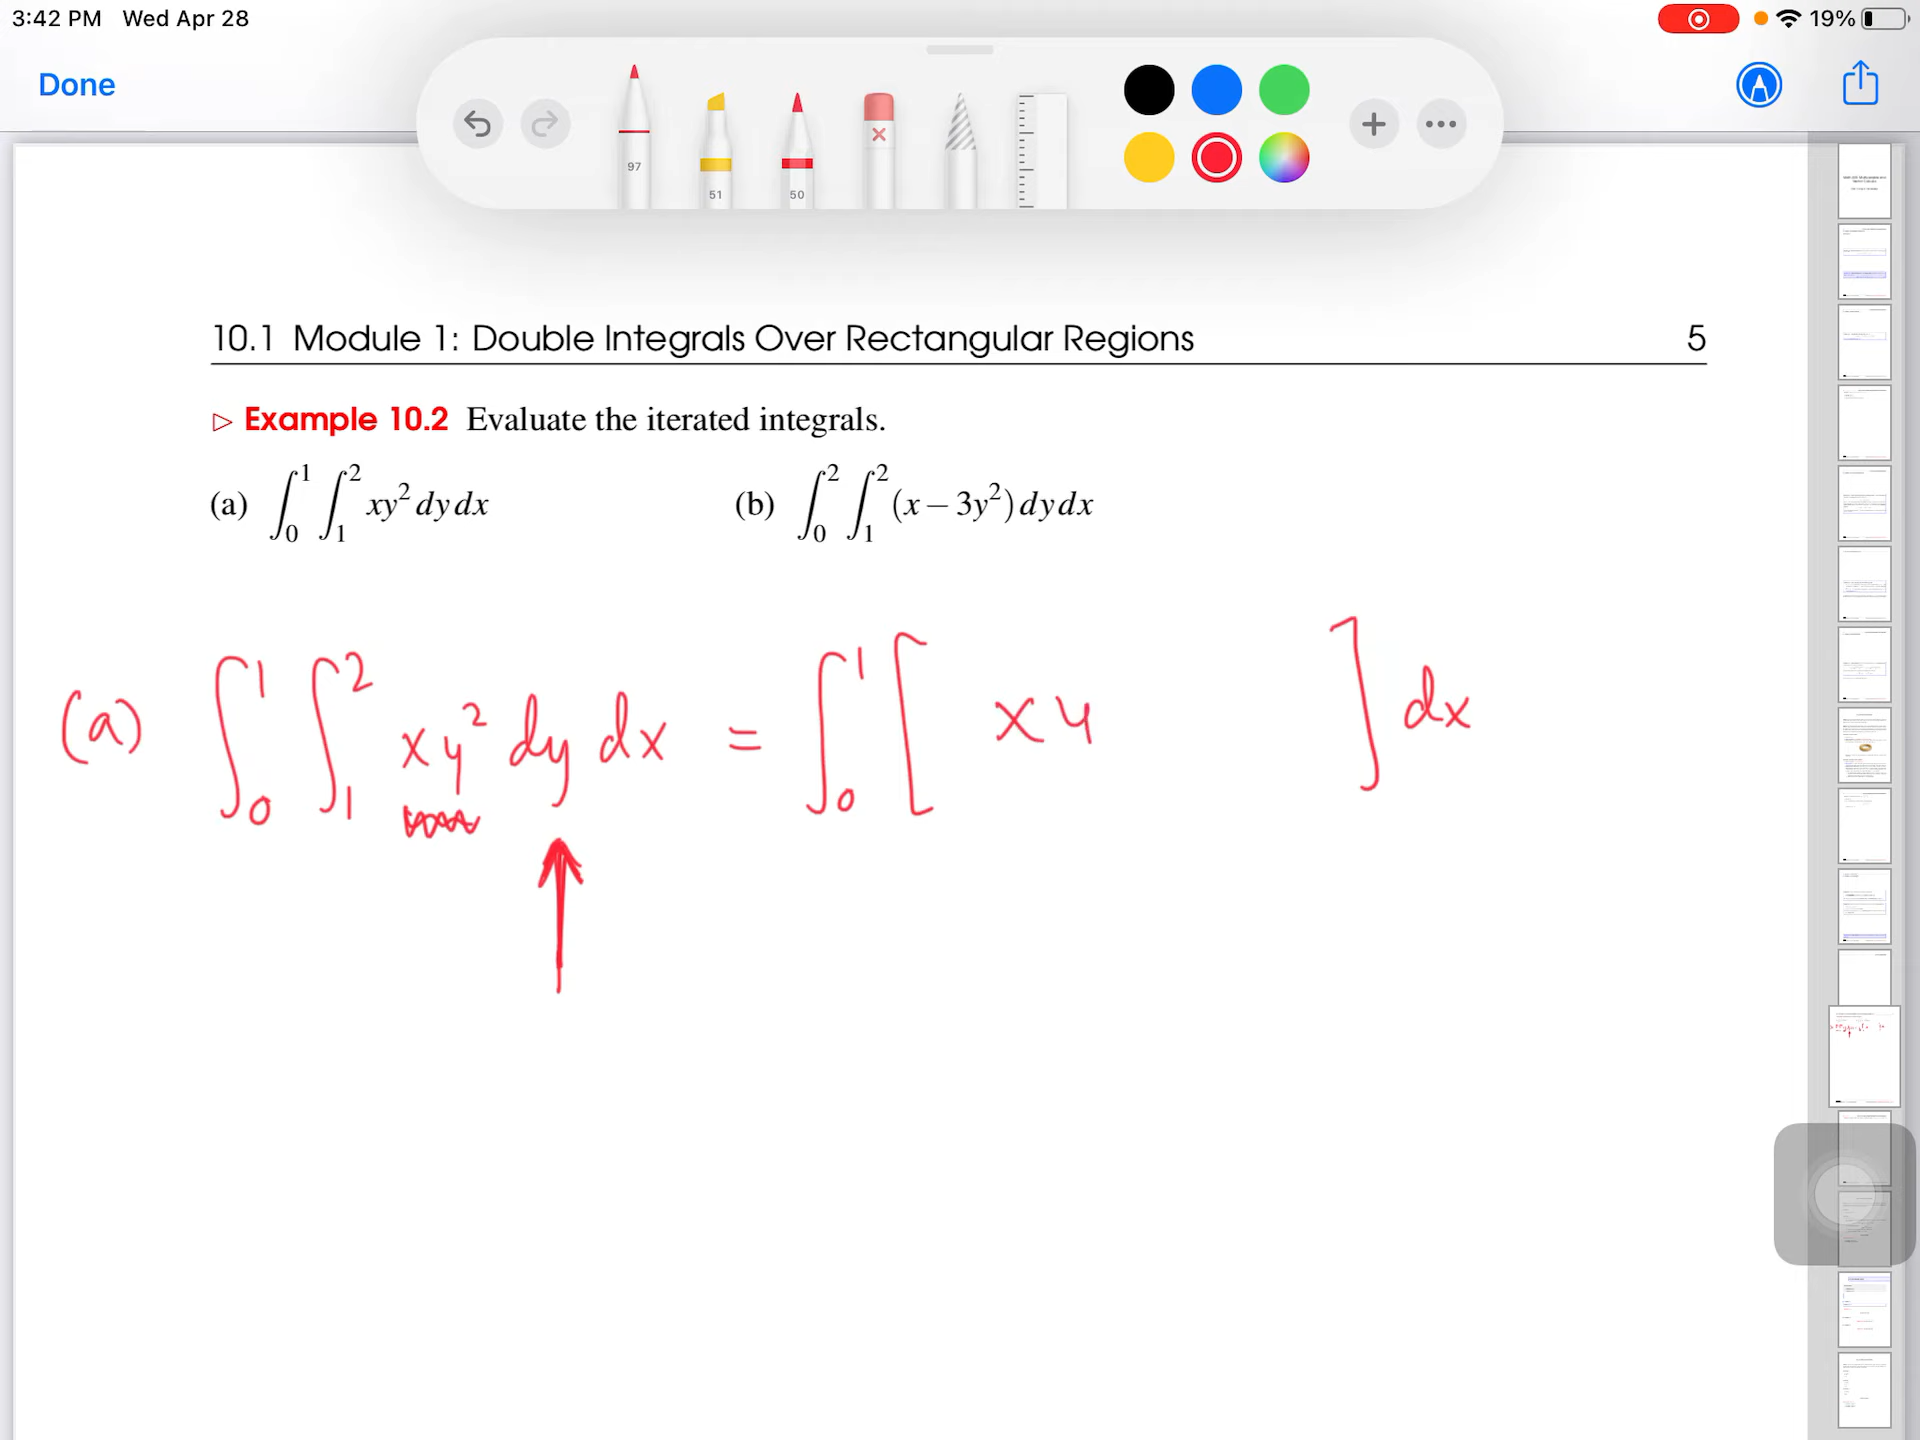 3:42 PM Wed Apr 28 19%
Done
97 51 50
10.1 Module 1: Double Integrals Over Rectangular Regions 5
▷ Example 10.2 Evaluate the iterated integrals.
(a) ∫₀¹ ∫₁² xy² dy dx (b) ∫₀² ∫₁² (x − 3y²) dy dx
(a) ∫₀¹ ∫₁² xy² dy dx = ∫₀¹ [ xy ] dx